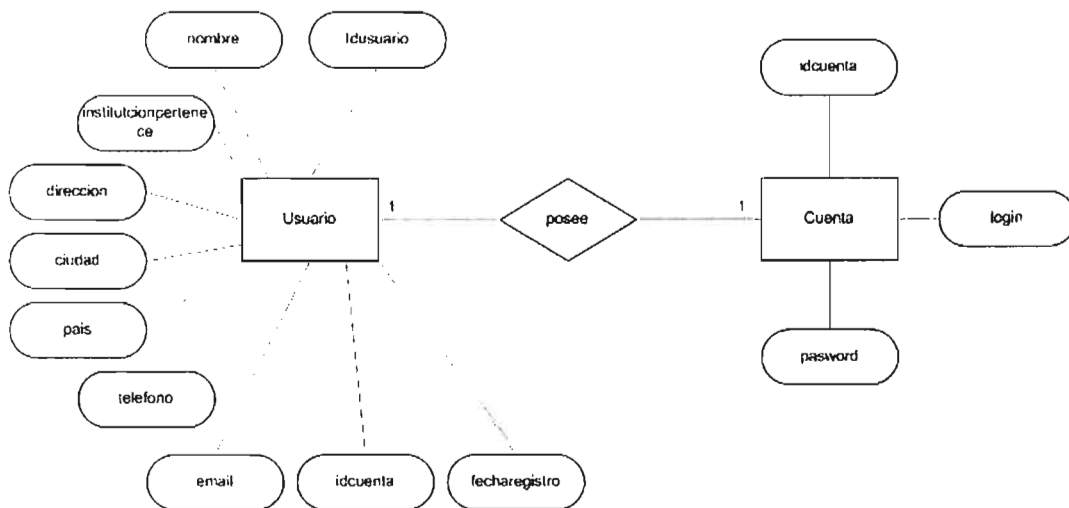 nombre
Idusuario
idcuenta
institutcionpertene
ce
direccion
Usuario
1
posee
1
Cuenta
login
ciudad
pais
pasword
telefono
email
idcuenta
fecharegistro